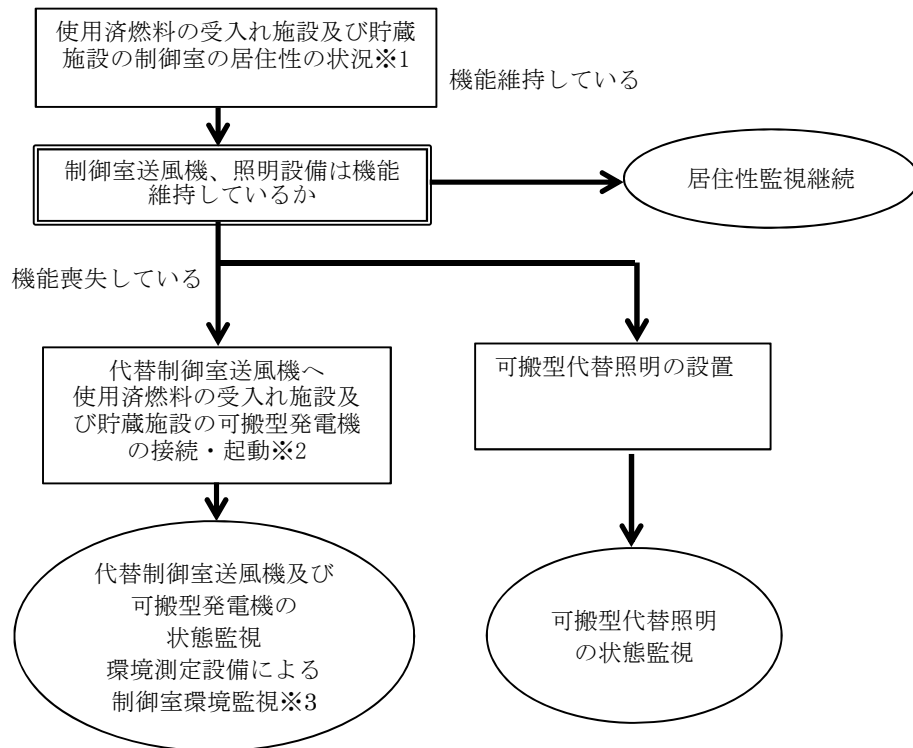 使用済燃料の受入れ施設及び貯蔵
施設の制御室の居住性の状況※1
機能維持している
制御室送風機、照明設備は機能
維持しているか
居住性監視継続
機能喪失している
代替制御室送風機へ
使用済燃料の受入れ施設及
び貯蔵施設の可搬型発電機
の接続・起動※2
可搬型代替照明の設置
代替制御室送風機及び
可搬型発電機の
状態監視
環境測定設備による
制御室環境監視※3
可搬型代替照明
の状態監視